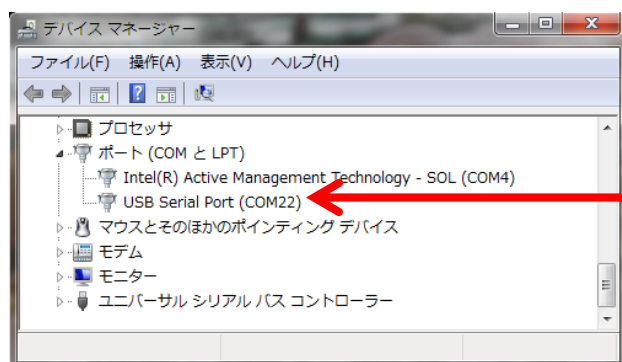 デバイス マネージャー
ファイル(F) 操作(A) 表示(V) ヘルプ(H)
プロセッサ
ポート (COM と LPT)
Intel(R) Active Management Technology - SOL (COM4)
USB Serial Port (COM22)
マウスとそのほかのポインティング デバイス
モデム
モニター
ユニバーサル シリアル バス コントローラー